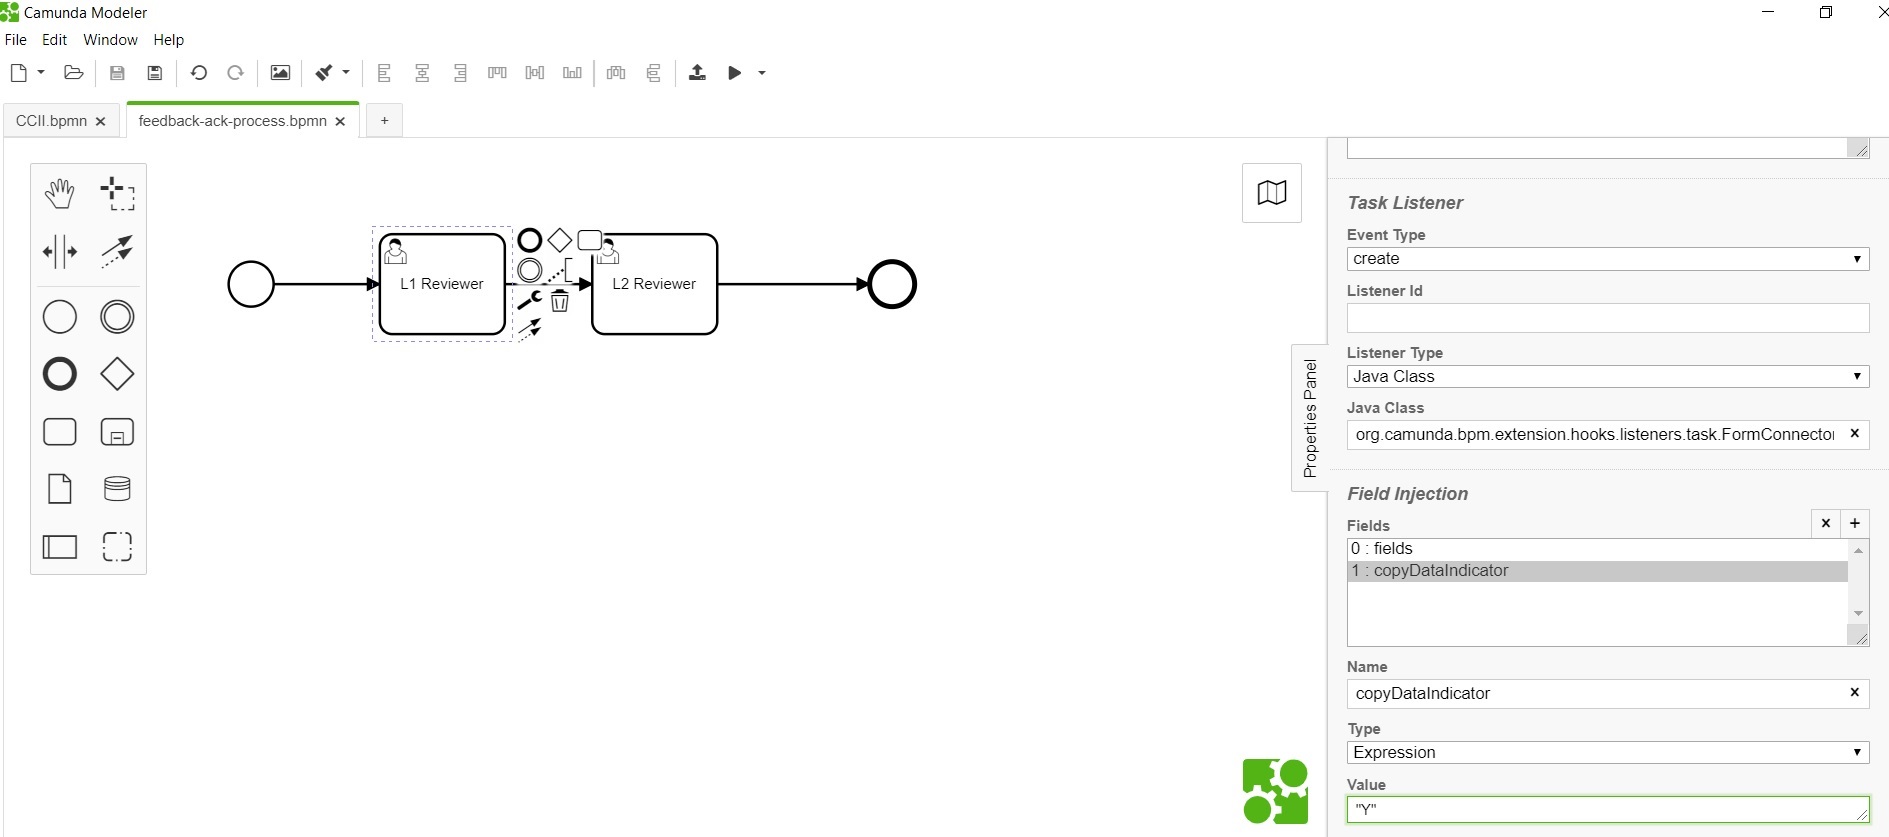 Camunda Modeler
File Edit Window Help
CCII.bpmn × feedback-ack-process.bpmn × +
L1 Reviewer
L2 Reviewer
Properties Panel
Task Listener
Event Type
create
Listener Id
Listener Type
Java Class
Java Class
org.camunda.bpm.extension.hooks.listeners.task.FormConnector
Field Injection
Fields
0 : fields
1 : copyDataIndicator
Name
copyDataIndicator
Type
Expression
Value
"Y"